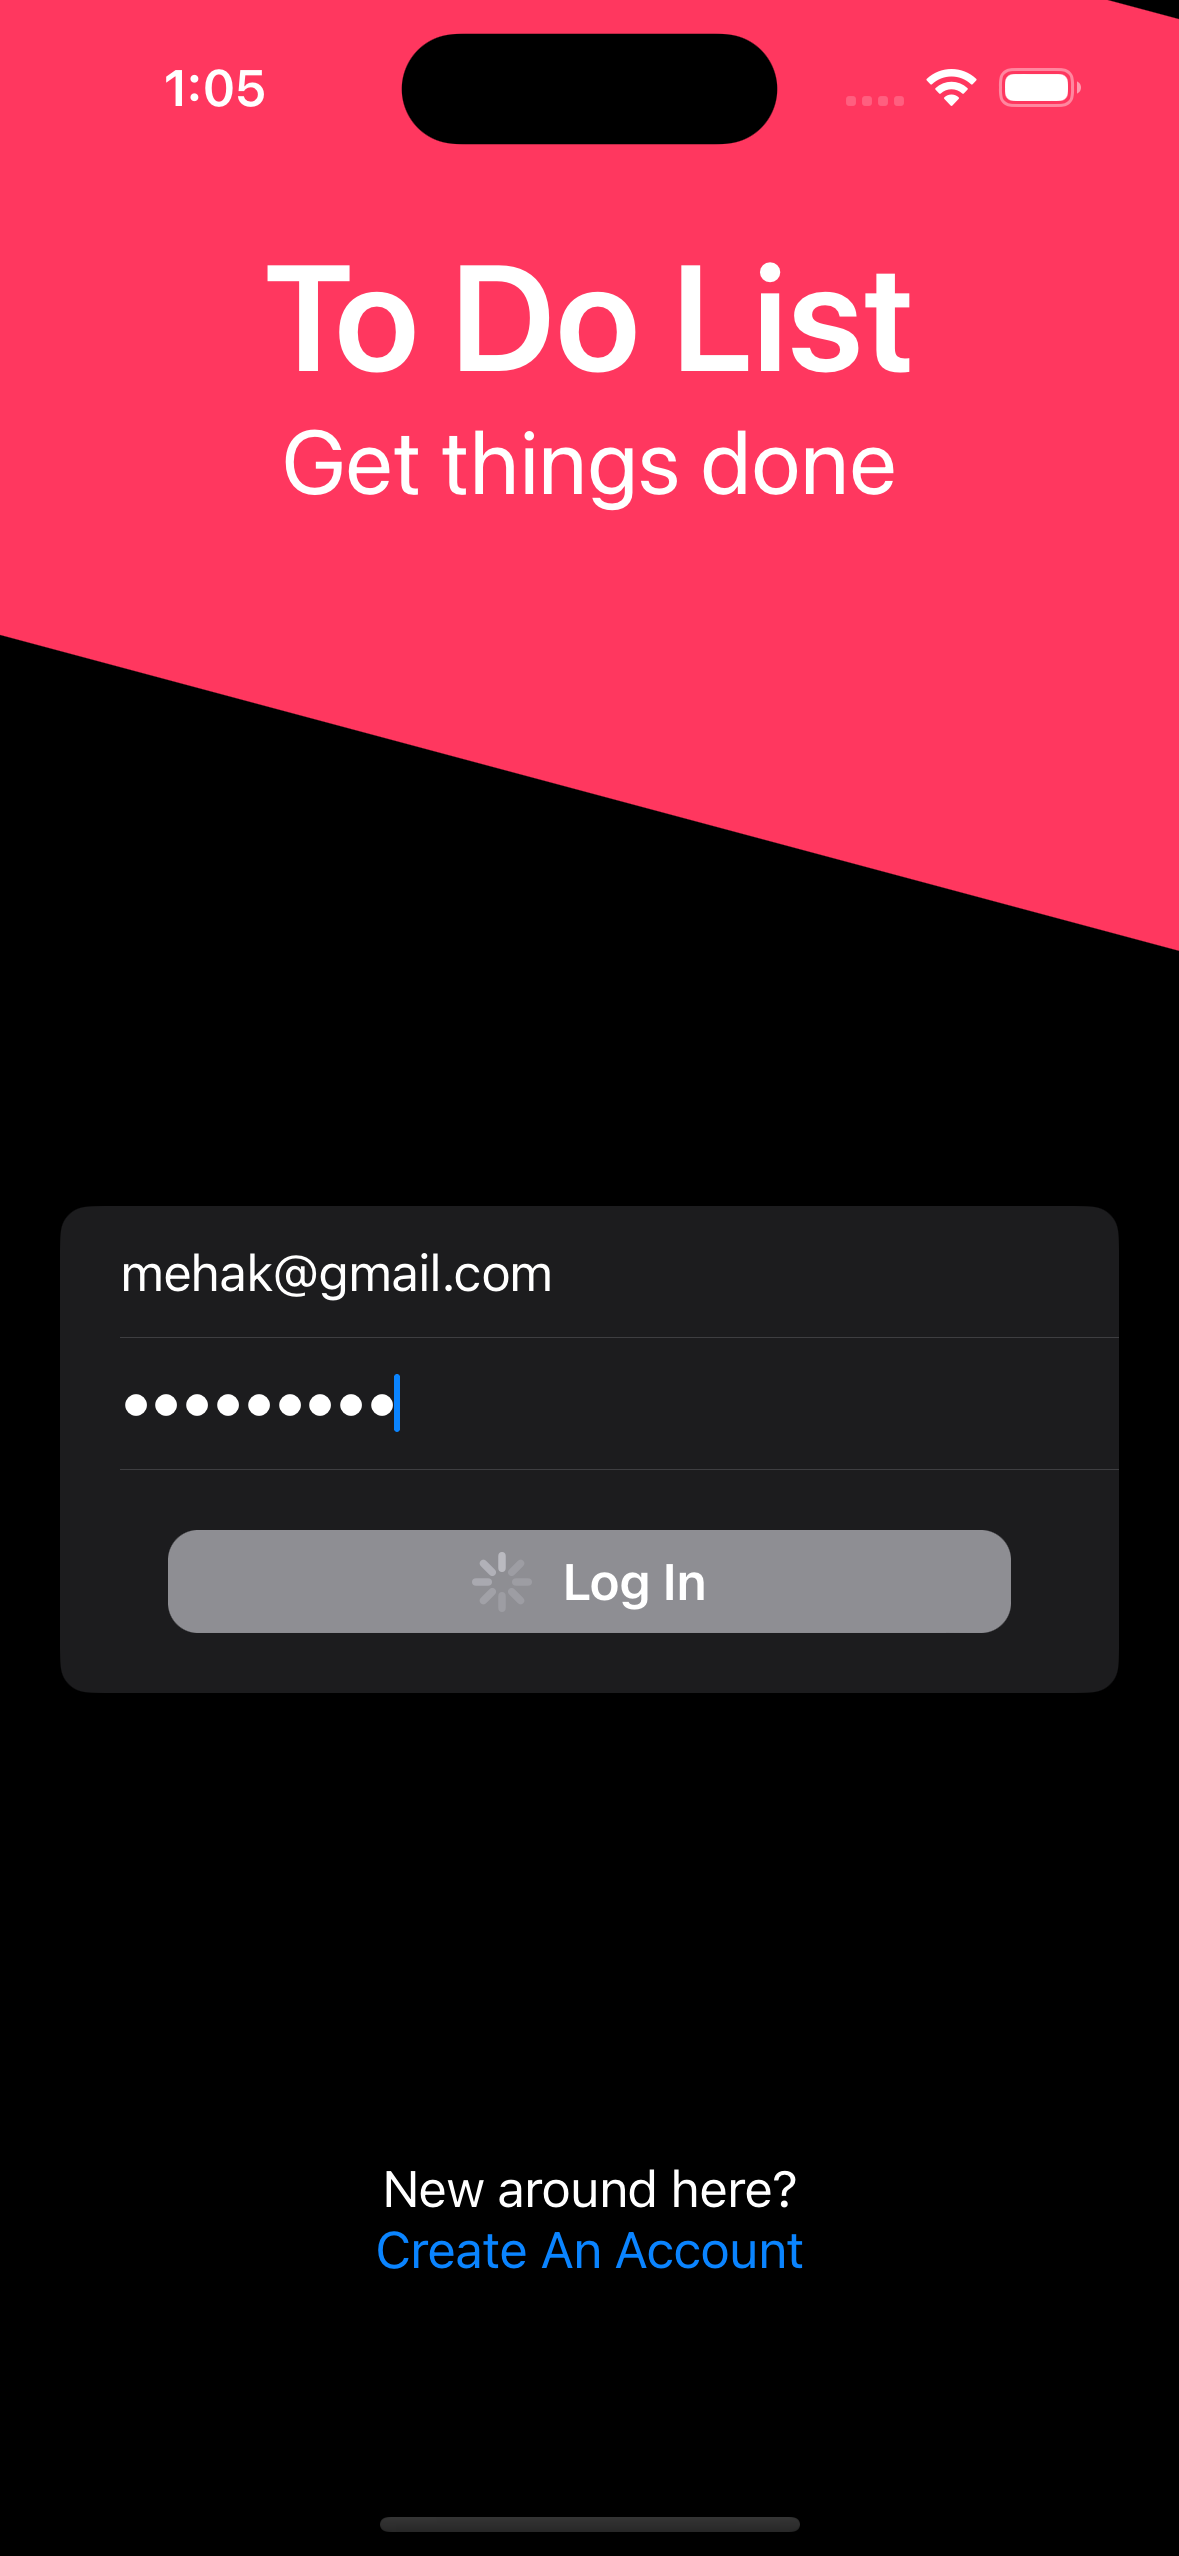 1:05
To Do List
Get things done
mehak@gmail.com
•••••••••
Log In
New around here?
Create An Account